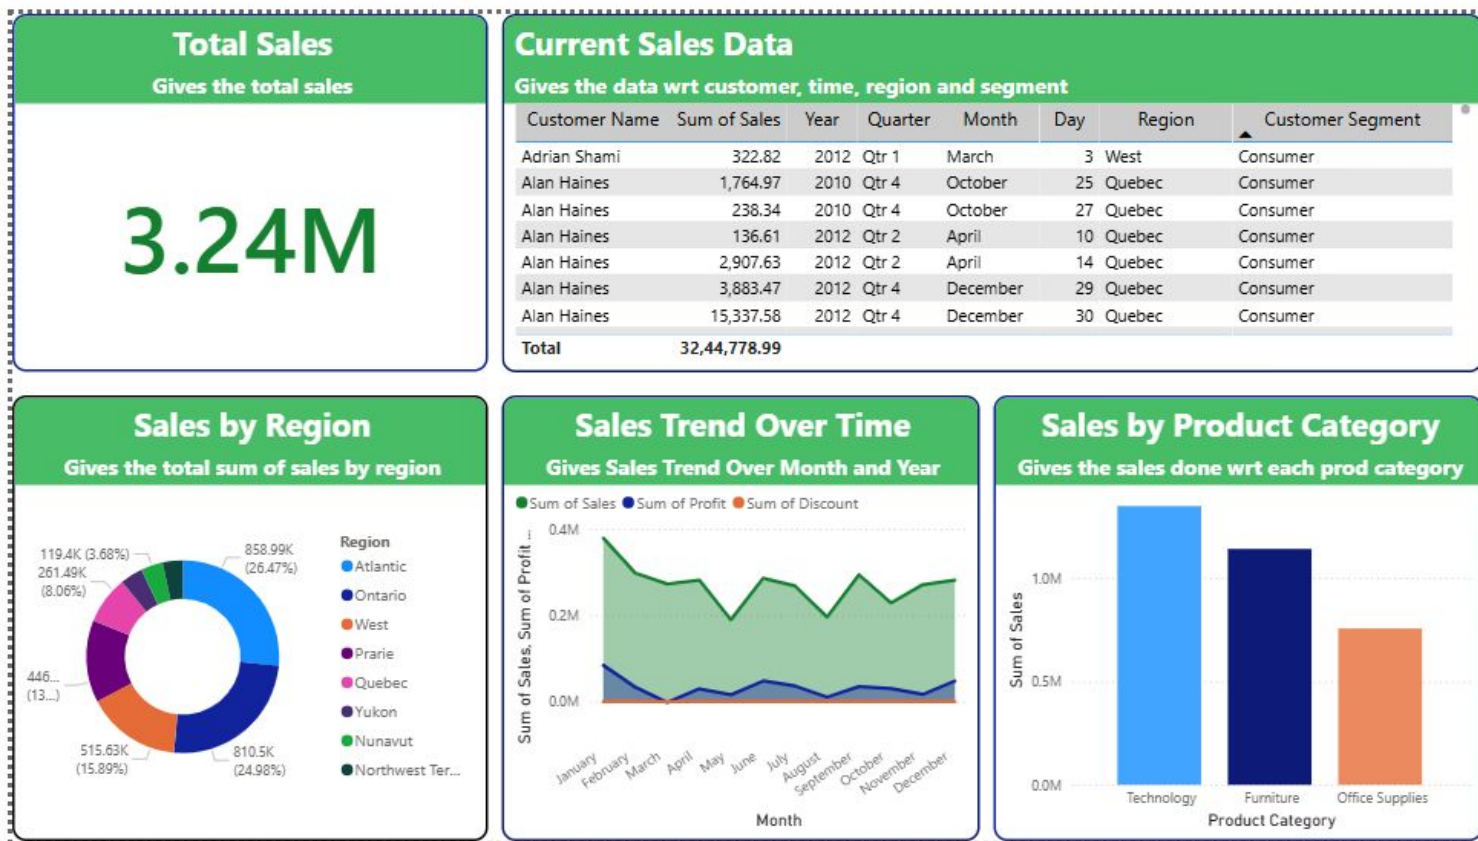 Total Sales
Gives the total sales
3.24M
Current Sales Data
Gives the data wrt customer, time, region and segment
Customer Name Sum of Sales Year Quarter Month Day Region Customer Segment
Adrian Shami 322.82 2012 Qtr 1 March 3 West Consumer
Alan Haines 1,764.97 2010 Qtr 4 October 25 Quebec Consumer
Alan Haines 238.34 2010 Qtr 4 October 27 Quebec Consumer
Alan Haines 136.61 2012 Qtr 2 April 10 Quebec Consumer
Alan Haines 2,907.63 2012 Qtr 2 April 14 Quebec Consumer
Alan Haines 3,883.47 2012 Qtr 4 December 29 Quebec Consumer
Alan Haines 15,337.58 2012 Qtr 4 December 30 Quebec Consumer
Total 32,44,778.99
Sales by Region
Gives the total sum of sales by region
119.4K (3.68%)
261.49K
(8.06%)
446...
(13...)
515.63K
(15.89%)
810.5K
(24.98%)
858.99K
(26.47%)
Region
Atlantic
Ontario
West
Prarie
Quebec
Yukon
Nunavut
Northwest Ter...
Sales Trend Over Time
Gives Sales Trend Over Month and Year
Sum of Sales Sum of Profit Sum of Discount
Sum of Sales, Sum of Profit ...
0.4M
0.2M
0.0M
January
February
March
April
May
June
July
August
September
October
November
December
Month
Sales by Product Category
Gives the sales done wrt each prod category
Sum of Sales
1.0M
0.5M
0.0M
Technology Furniture Office Supplies
Product Category